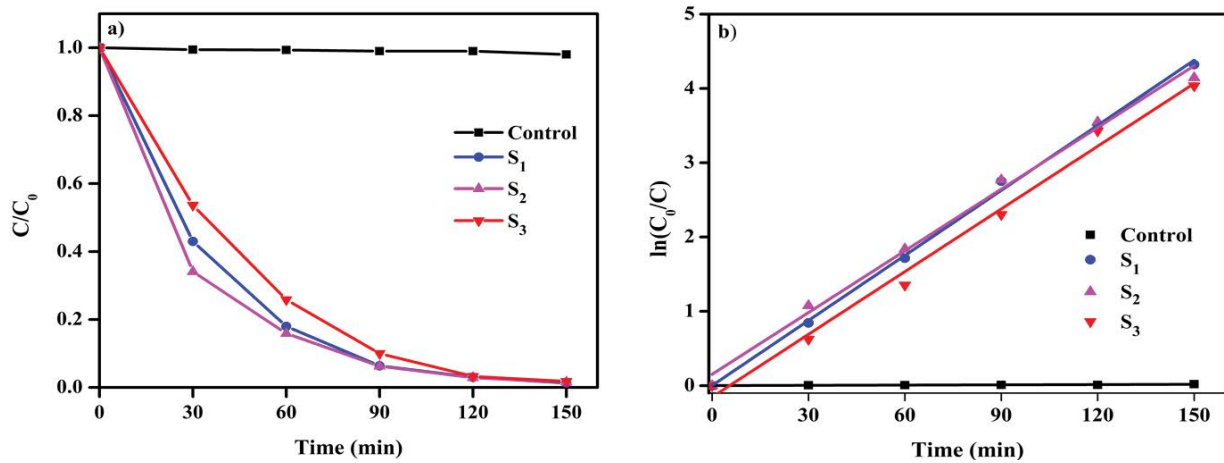 a)
1.0
0.8
0.6
0.4
0.2
0.0
0 30 60 90 120 150
C/C₀
Time (min)
Control
S₁
S₂
S₃
b)
5
4
3
2
1
0
0 30 60 90 120 150
ln(C₀/C)
Time (min)
Control
S₁
S₂
S₃